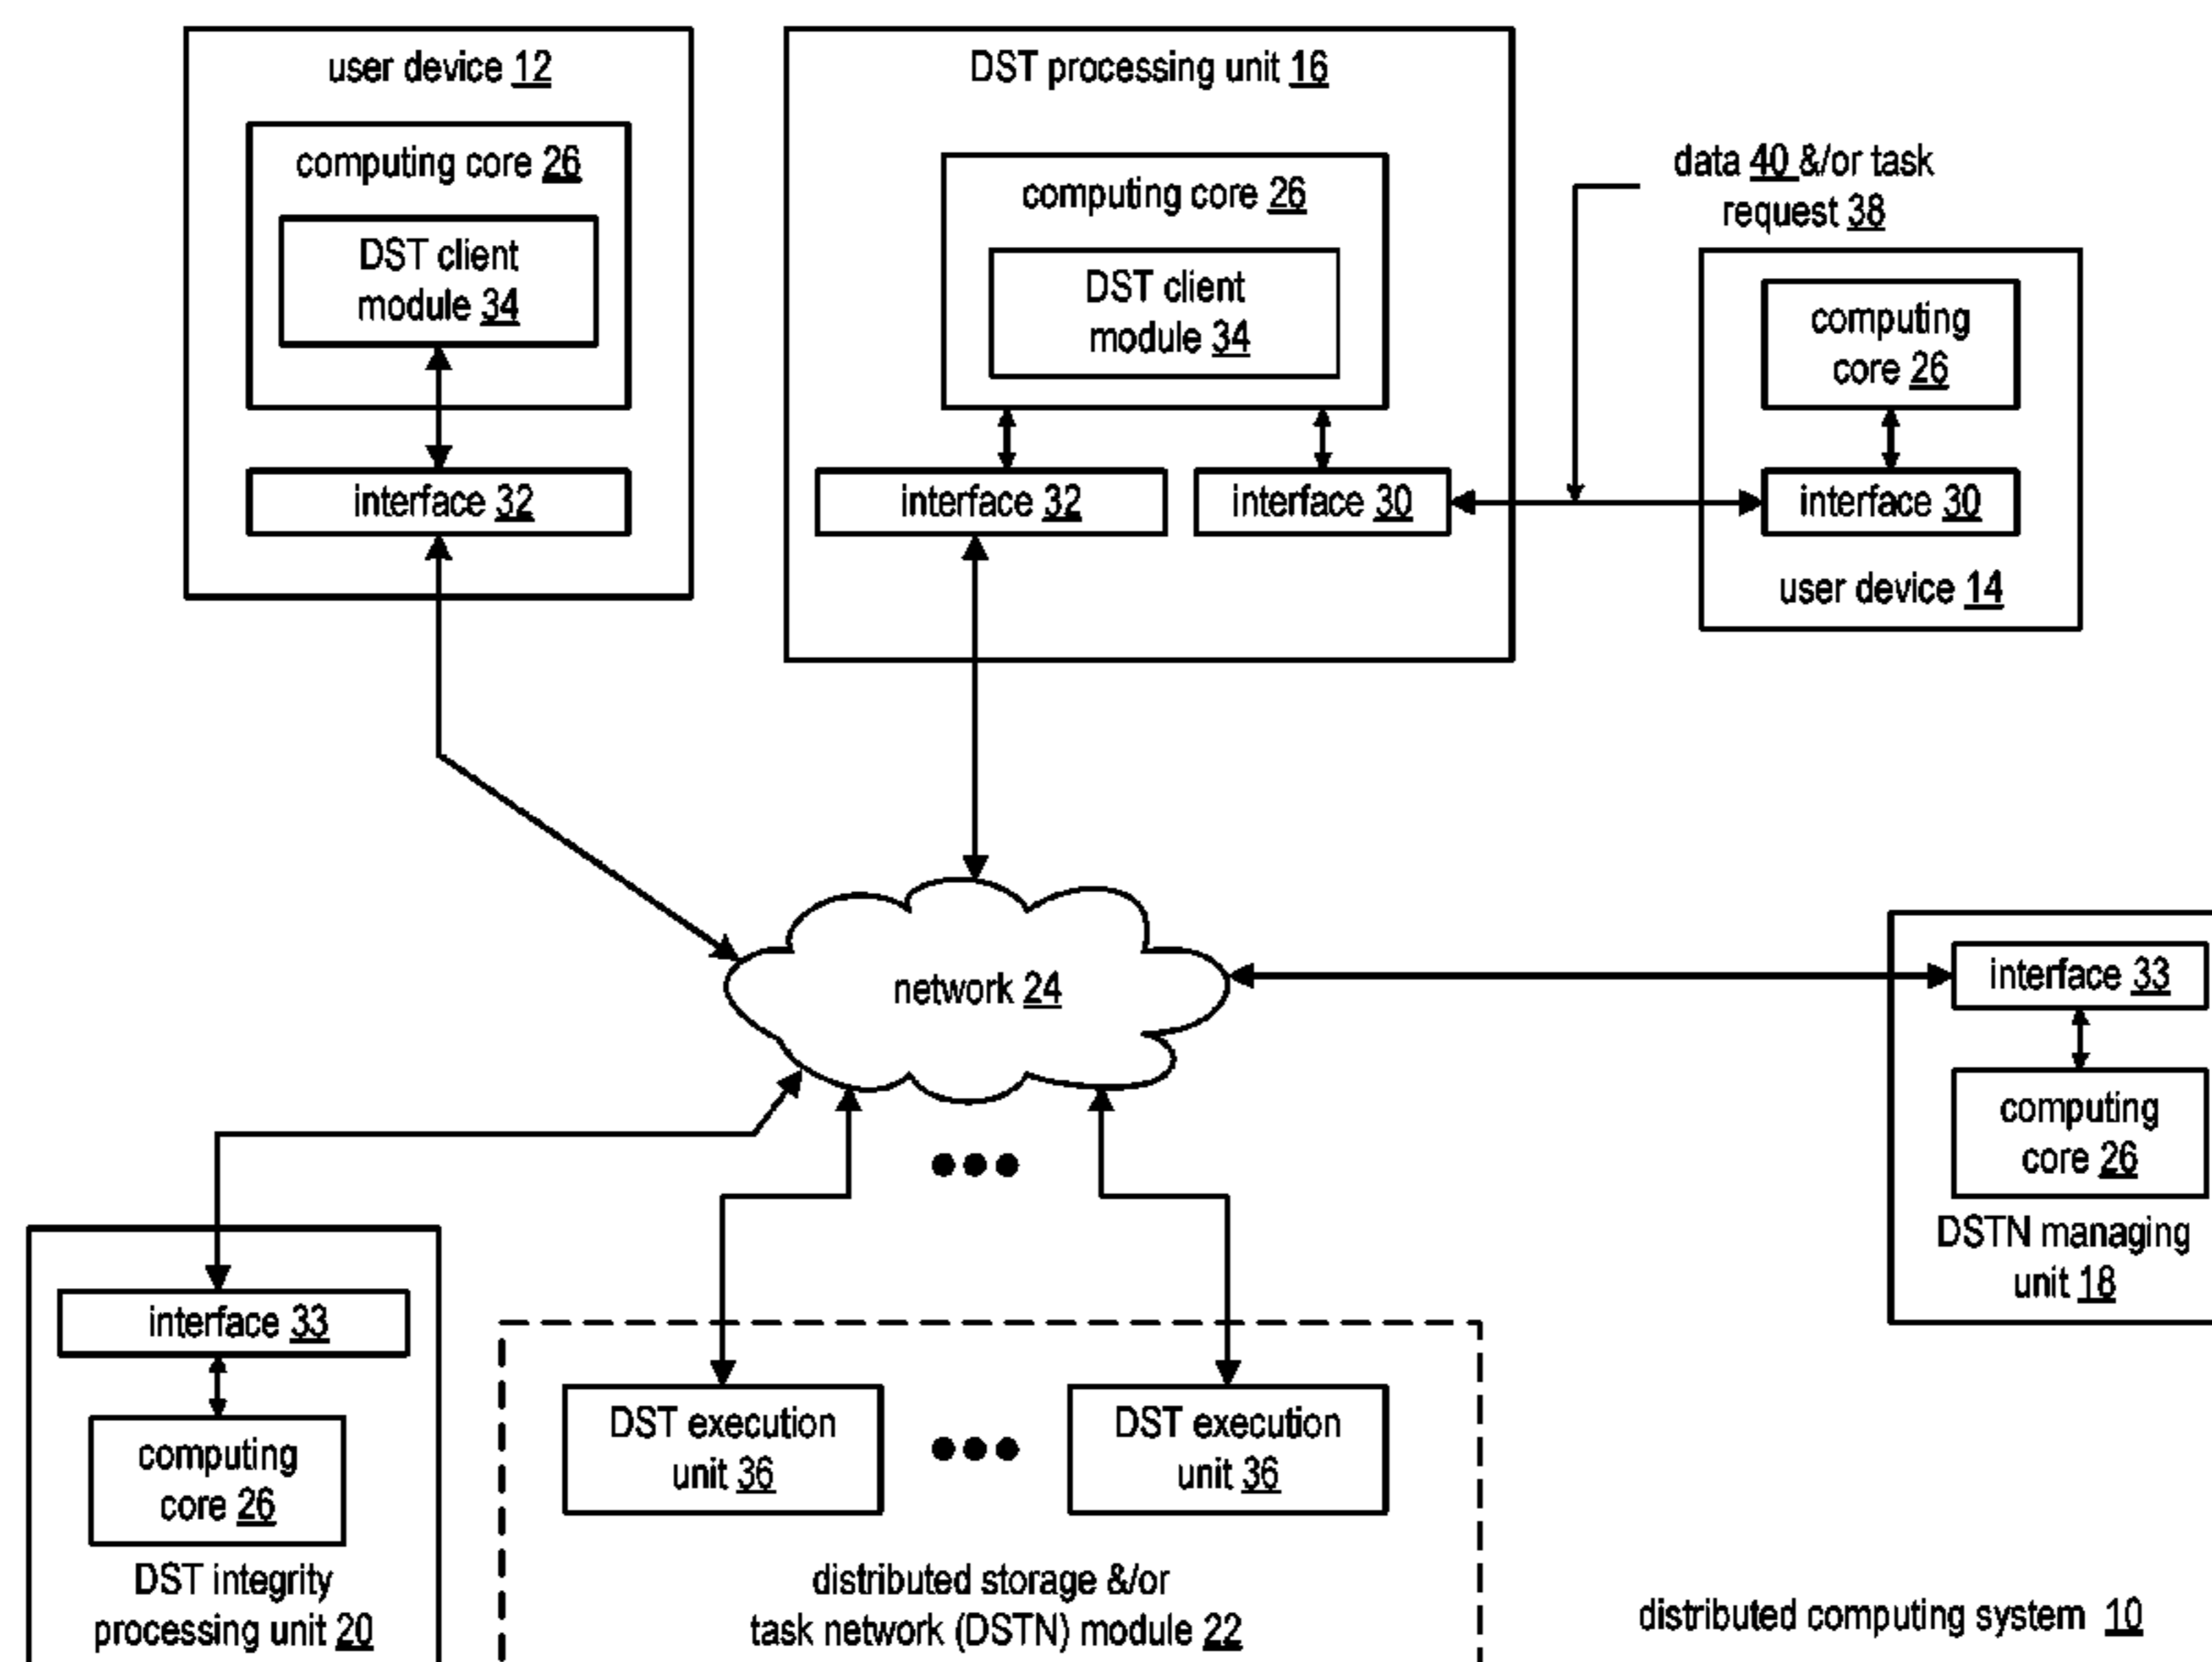 user device 12
computing core 26
DST client
module 34
interface 32
DST processing unit 16
computing core 26
DST client
module 34
interface 32
interface 30
data 40 &/or task
request 38
computing
core 26
interface 30
user device 14
network 24
interface 33
computing
core 26
DSTN managing
unit 18
interface 33
computing
core 26
DST integrity
processing unit 20
DST execution
unit 36
DST execution
unit 36
distributed storage &/or
task network (DSTN) module 22
distributed computing system 10